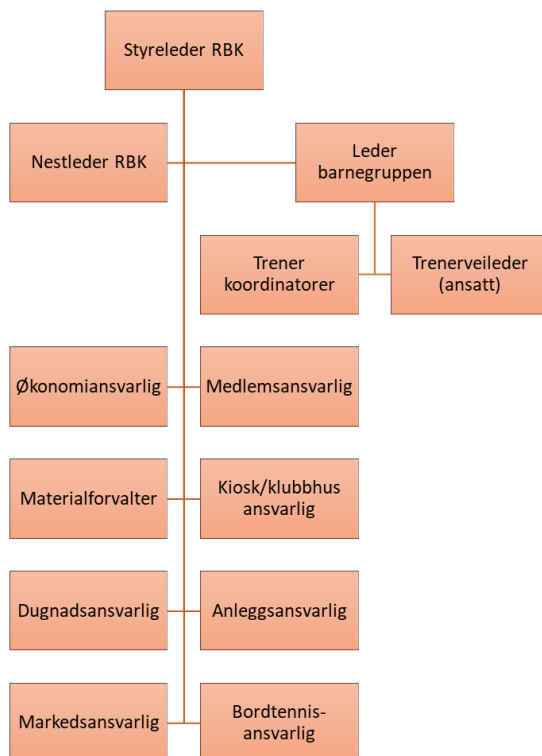 Styreleder RBK
Nestleder RBK
Leder
barnegruppen
Trener
koordinatorer
Trenerveileder
(ansatt)
Økonomiansvarlig
Medlemsansvarlig
Materialforvalter
Kiosk/klubbhus
ansvarlig
Dugnadsansvarlig
Anleggsansvarlig
Markedsansvarlig
Bordtennis-
ansvarlig